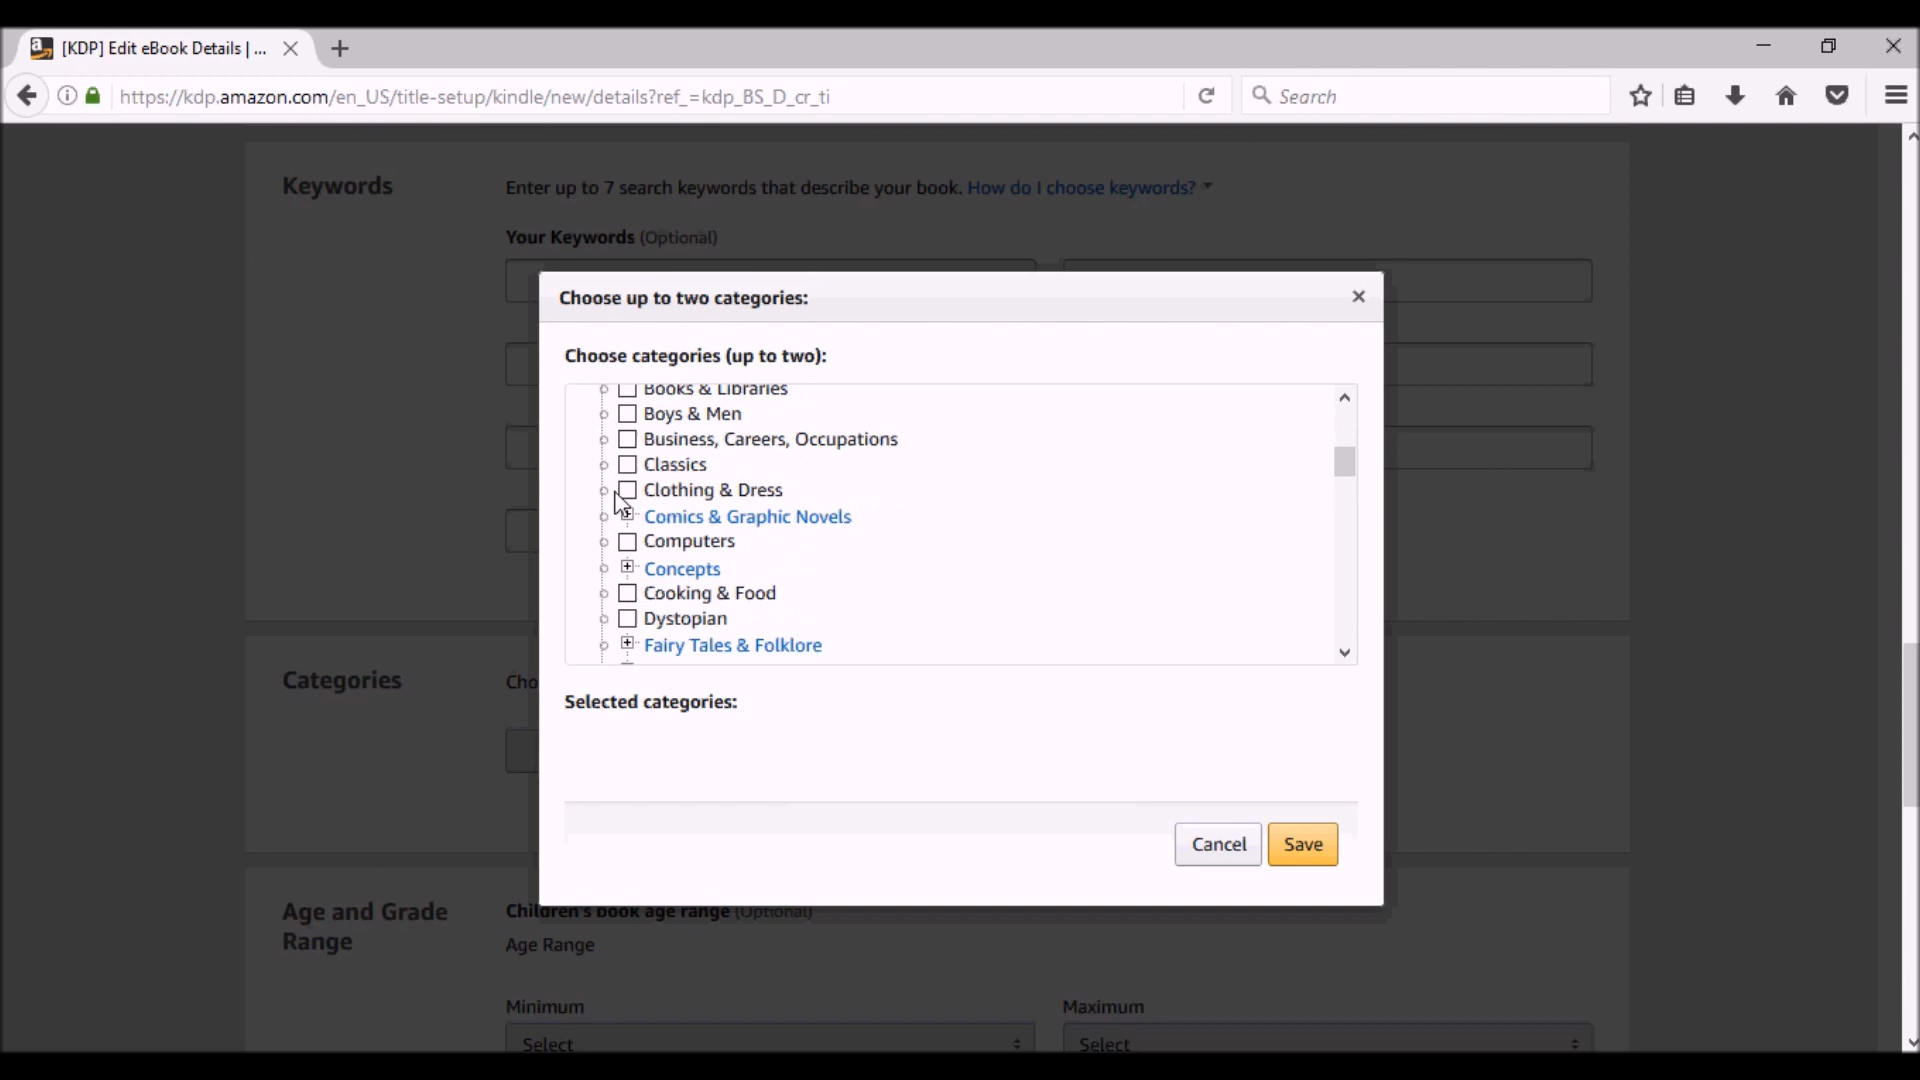 [KDP] Edit eBook Details | ...
https://kdp.amazon.com/en_US/title-setup/kindle/new/details?ref_=kdp_BS_D_cr_ti
Search
Keywords
Enter up to 7 search keywords that describe your book. How do I choose keywords?
Your Keywords (Optional)
Choose up to two categories:
Choose categories (up to two):
Books & Libraries
Boys & Men
Business, Careers, Occupations
Classics
Clothing & Dress
Comics & Graphic Novels
Computers
Concepts
Cooking & Food
Dystopian
Fairy Tales & Folklore
Categories
Cho
Selected categories:
Cancel
Save
Age and Grade
Range
Children's book age range (Optional)
Age Range
Minimum
Maximum
Select
Select